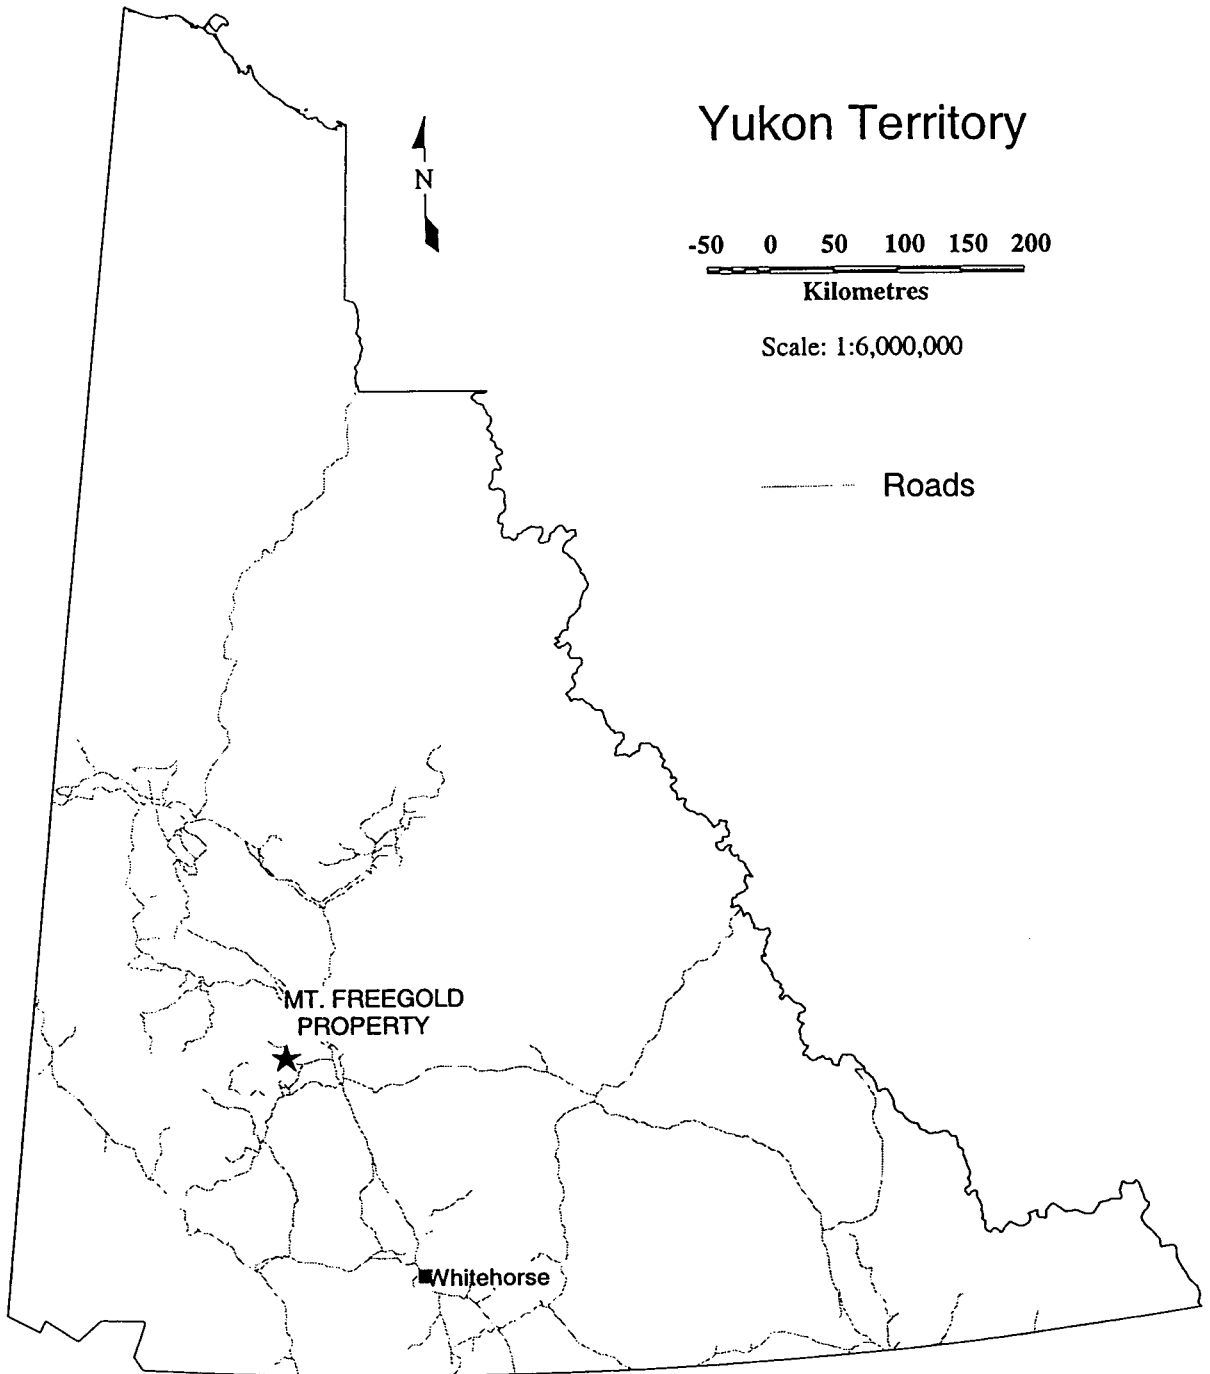 Yukon Territory
N
-50 0 50 100 150 200
Kilometres
Scale: 1:6,000,000
Roads
MT. FREEGOLD
PROPERTY
Whitehorse